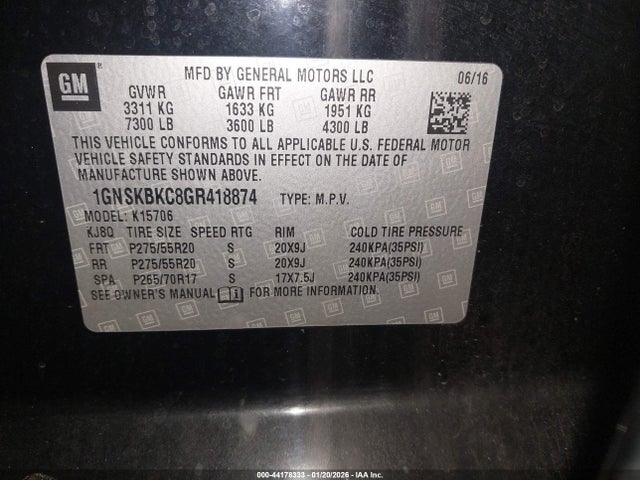 GM
MFD BY GENERAL MOTORS LLC 06/16
GVWR GAWR FRT GAWR RR
3311 KG 1633 KG 1951 KG
7300 LB 3600 LB 4300 LB
THIS VEHICLE CONFORMS TO ALL APPLICABLE U.S. FEDERAL MOTOR
VEHICLE SAFETY STANDARDS IN EFFECT ON THE DATE OF
MANUFACTURE SHOWN ABOVE.
1GNSKBKC8GR418874 TYPE: M.P.V.
MODEL: K15706
KJ8Q TIRE SIZE SPEED RTG RIM COLD TIRE PRESSURE
FRT P275/55R20 S 20X9J 240KPA(35PSI)
RR P275/55R20 S 20X9J 240KPA(35PSI)
SPA P265/70R17 S 17X7.5J 240KPA(35PSI)
SEE OWNER'S MANUAL FOR MORE INFORMATION.
000-44178333 - 01/20/2026 - IAA Inc.